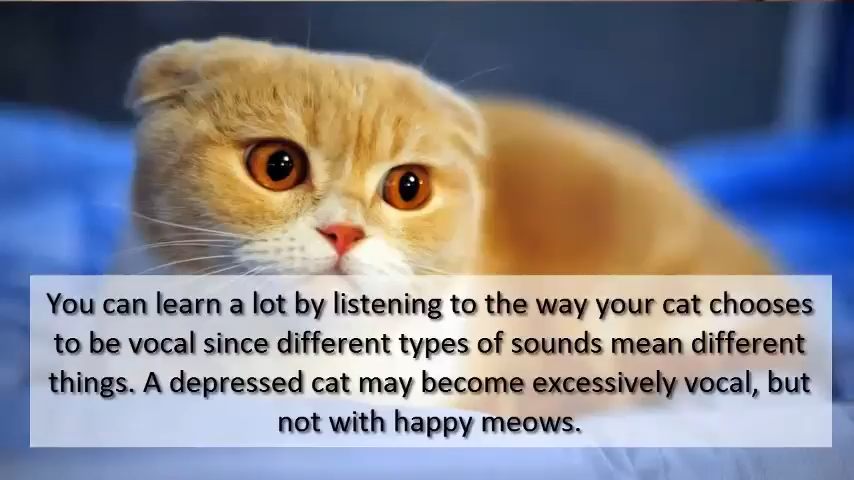 You can learn a lot by listening to the way your cat chooses
to be vocal since different types of sounds mean different
things. A depressed cat may become excessively vocal, but
not with happy meows.